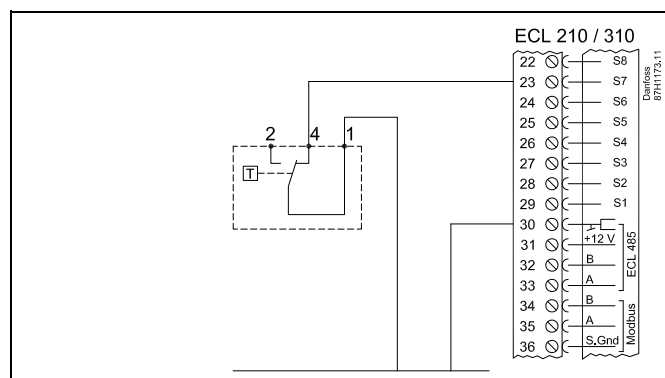 ECL 210 / 310
Danfoss
87H1173.11
22 S8
23 S7
24 S6
25 S5
26 S4
27 S3
28 S2
29 S1
30
31 +12 V
32 B
33 A
ECL 485
34 B
35 A
36 S.Gnd
Modbus
2 4 1
T